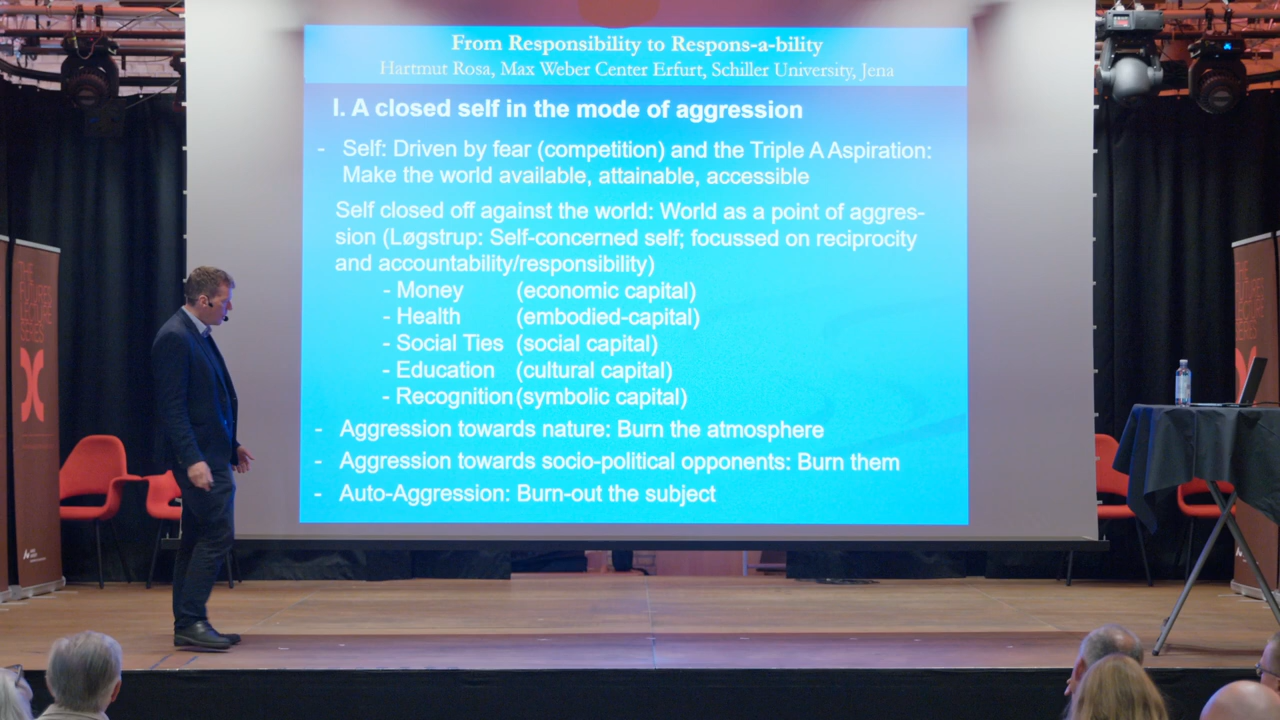 From Responsibility to Respons-a-bility
Hartmut Rosa, Max Weber Center Erfurt, Schiller University, Jena
I. A closed self in the mode of aggression
- Self: Driven by fear (competition) and the Triple A Aspiration:
Make the world available, attainable, accessible
Self closed off against the world: World as a point of aggres-
sion (Løgstrup: Self-concerned self; focussed on reciprocity
and accountability/responsibility)
- Money (economic capital)
- Health (embodied-capital)
- Social Ties (social capital)
- Education (cultural capital)
- Recognition (symbolic capital)
- Aggression towards nature: Burn the atmosphere
- Aggression towards socio-political opponents: Burn them
- Auto-Aggression: Burn-out the subject